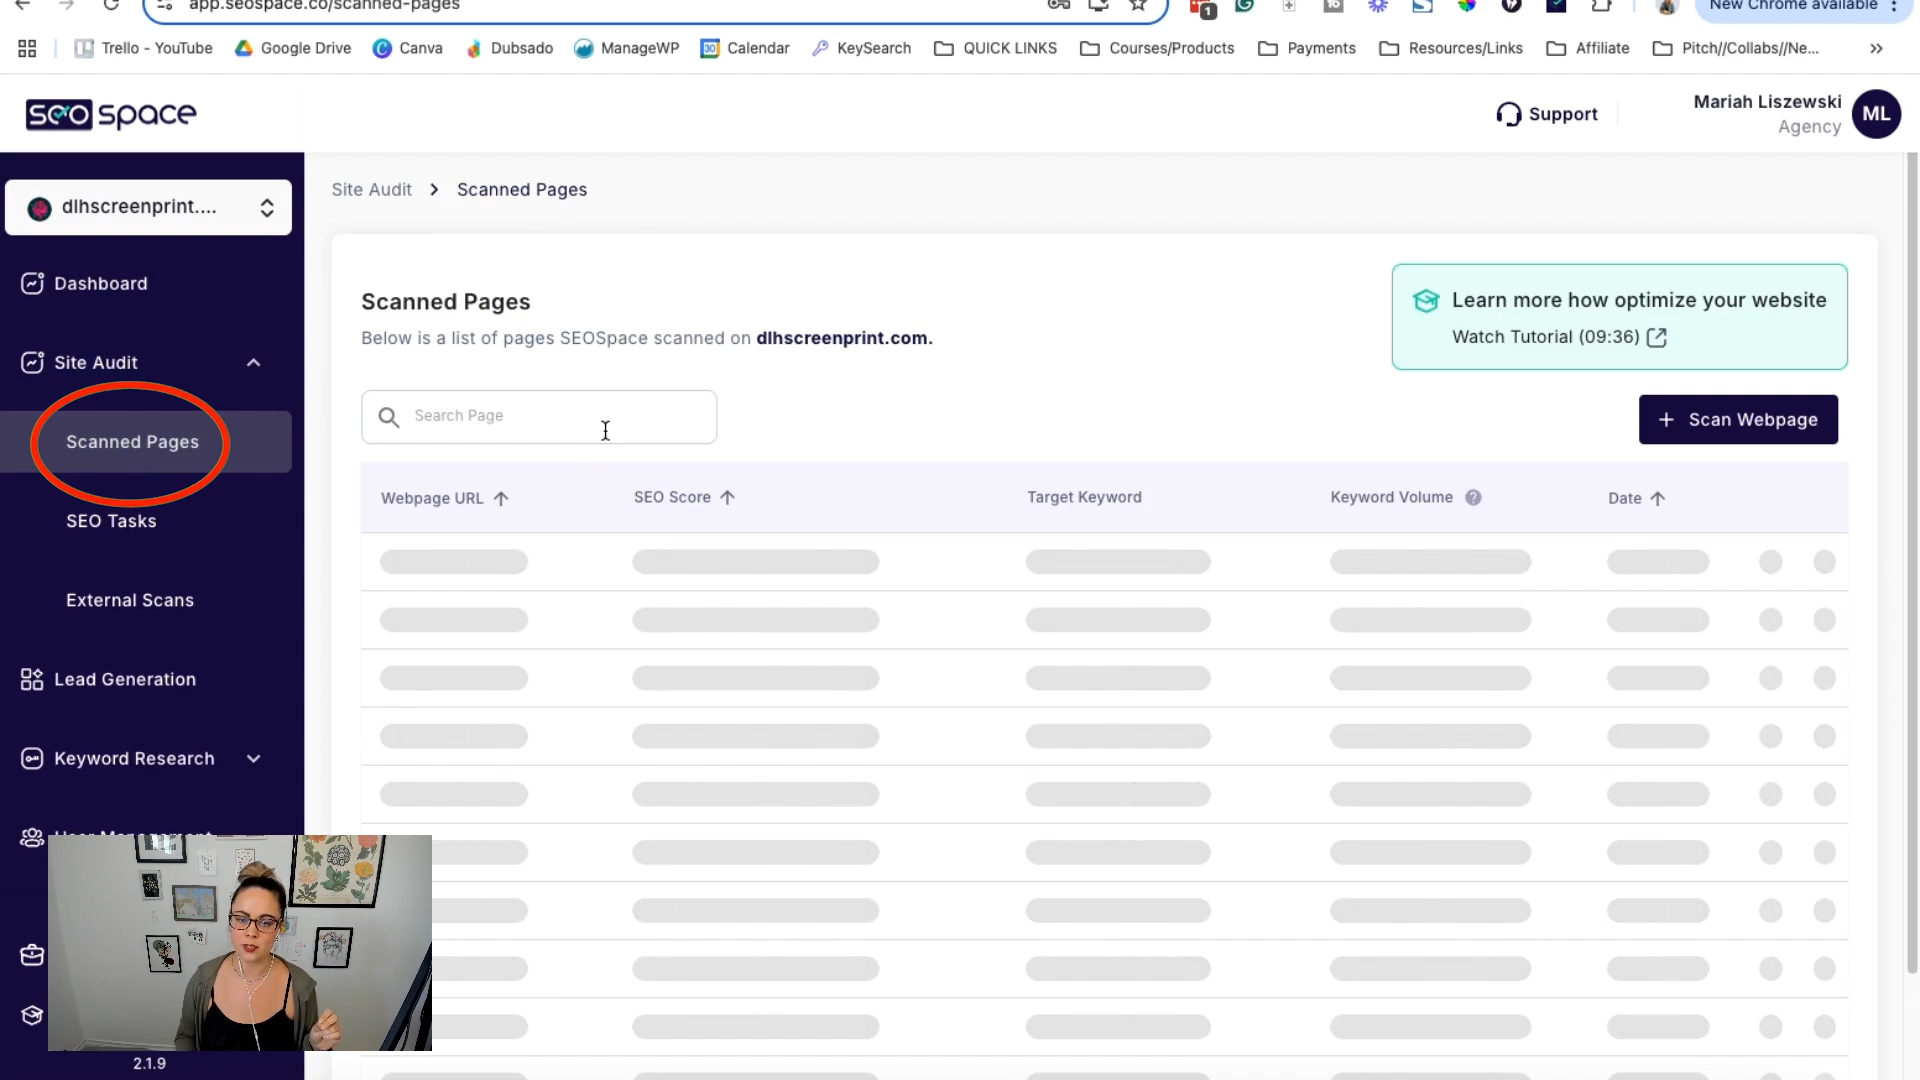 app.seospace.co/scanned-pages
New Chrome available
1
16
Trello - YouTube
Google Drive
Canva
Dubsado
ManageWP
30
Calendar
KeySearch
QUICK LINKS
Courses/Products
Payments
Resources/Links
Affiliate
Pitch//Collabs//Ne...
seo space
Support
Mariah Liszewski
Agency
ML
dlhscreenprint....
Dashboard
Site Audit
Scanned Pages
SEO Tasks
External Scans
Lead Generation
Keyword Research
2.1.9
Site Audit > Scanned Pages
Scanned Pages
Below is a list of pages SEOSpace scanned on dlhscreenprint.com.
Learn more how optimize your website
Watch Tutorial (09:36)
Search Page
+ Scan Webpage
Webpage URL
SEO Score
Target Keyword
Keyword Volume ?
Date